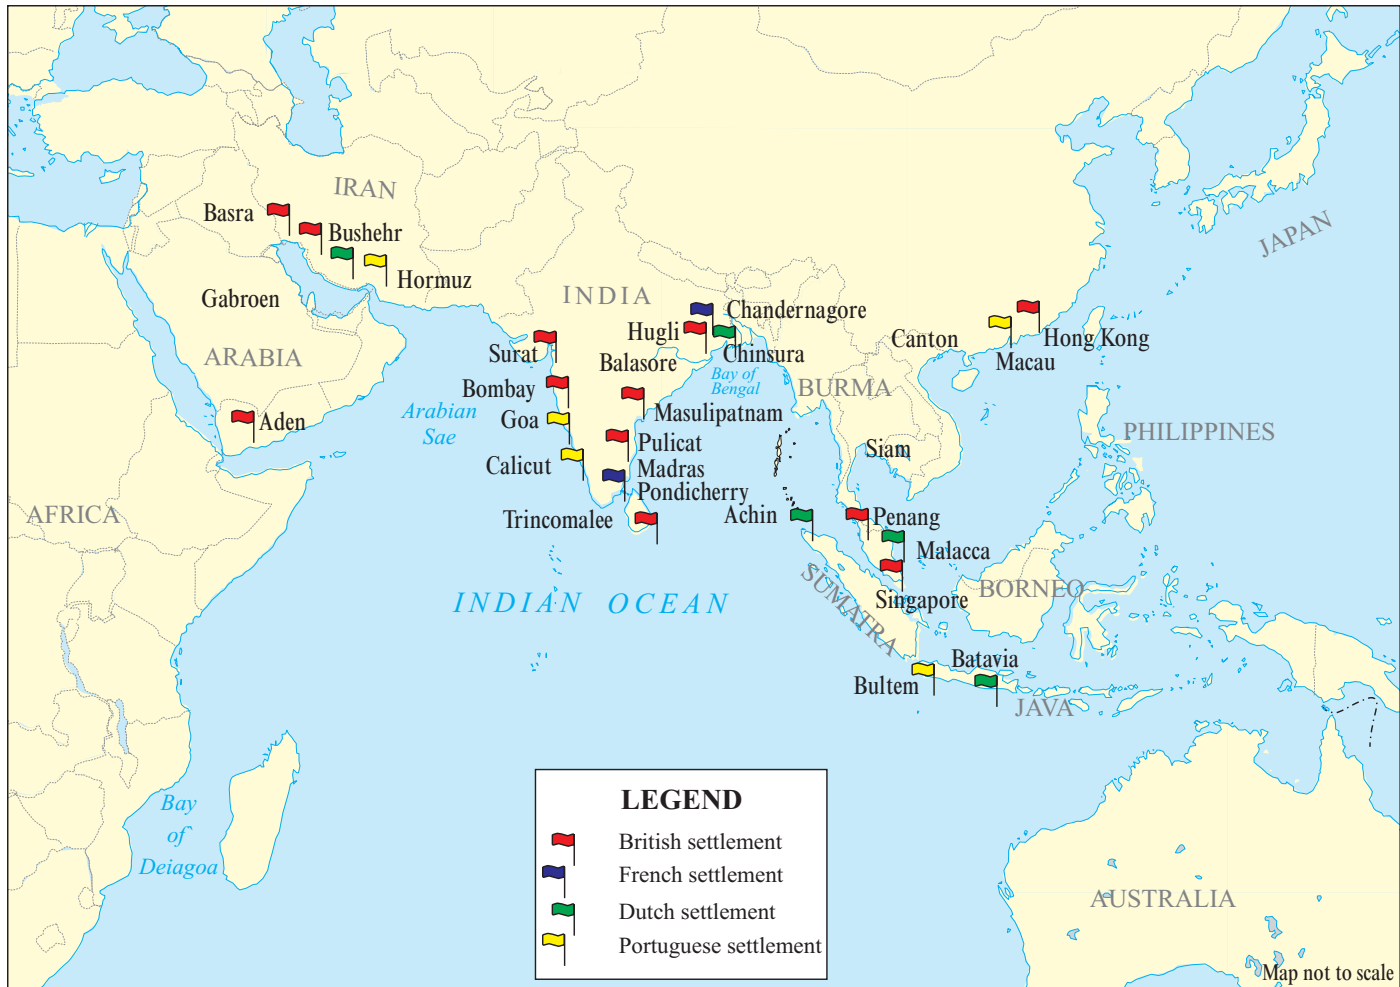 IRAN
Basra
Bushehr
JAPAN
Hormuz
Gabroen
INDIA
Chandernagore
Hugli
Canton
Hong Kong
Surat
Chinsura
Macau
ARABIA
Balasore
Bay of
Bengal
Bombay
BURMA
Arabian
Sae
Masulipatnam
Goa
Aden
PHILIPPINES
Pulicat
Siam
Calicut
Madras
Pondicherry
AFRICA
Trincomalee
Achin
Penang
Malacca
SUMATRA
BORNEO
Singapore
INDIAN OCEAN
Batavia
Bultem
JAVA
Bay
of
Deiagoa
LEGEND
British settlement
French settlement
Dutch settlement
Portuguese settlement
AUSTRALIA
Map not to scale